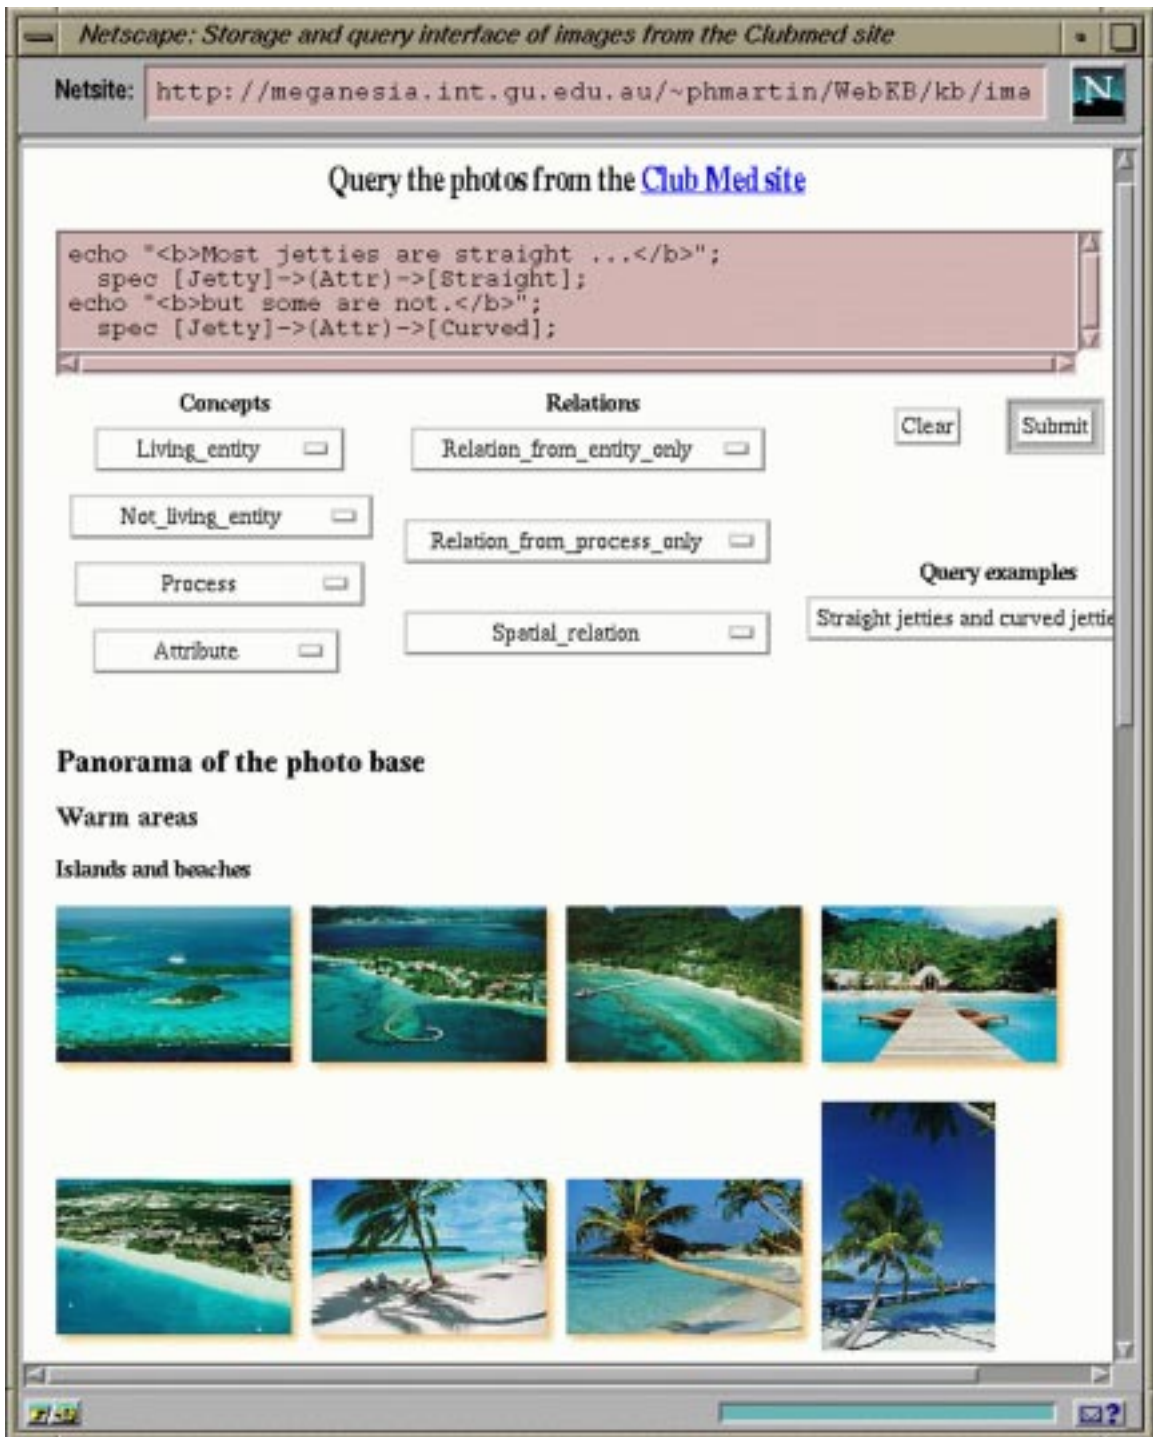 Netscape: Storage and query interface of images from the Clubmed site
Netsite: http://meganesia.int.gu.edu.au/~phmartin/WebKB/kb/ima
N
Query the photos from the Club Med site
echo "<b>Most jetties are straight ...</b>";
spec [Jetty]->(Attr)->[Straight];
echo "<b>but some are not.</b>";
spec [Jetty]->(Attr)->[Curved];
Concepts
Relations
Clear
Submit
Living_entity
Relation_from_entity_only
Not_living_entity
Relation_from_process_only
Process
Query examples
Straight jetties and curved jettie
Spatial_relation
Attribute
Panorama of the photo base
Warm areas
Islands and beaches
?